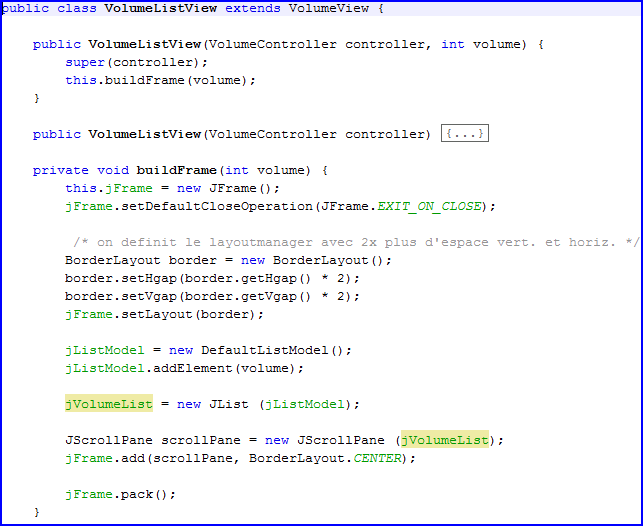 public class VolumeListView extends VolumeView {
public VolumeListView(VolumeController controller, int volume) {
super(controller);
this.buildFrame(volume);
}
public VolumeListView(VolumeController controller) {...}
private void buildFrame(int volume) {
this.jFrame = new JFrame();
jFrame.setDefaultCloseOperation(JFrame.EXIT_ON_CLOSE);
/* on definit le layoutmanager avec 2x plus d'espace vert. et horiz. */
BorderLayout border = new BorderLayout();
border.setHgap(border.getHgap() * 2);
border.setVgap(border.getVgap() * 2);
jFrame.setLayout(border);
jListModel = new DefaultListModel();
jListModel.addElement(volume);
jVolumeList = new JList (jListModel);
JScrollPane scrollPane = new JScrollPane (jVolumeList);
jFrame.add(scrollPane, BorderLayout.CENTER);
jFrame.pack();
}